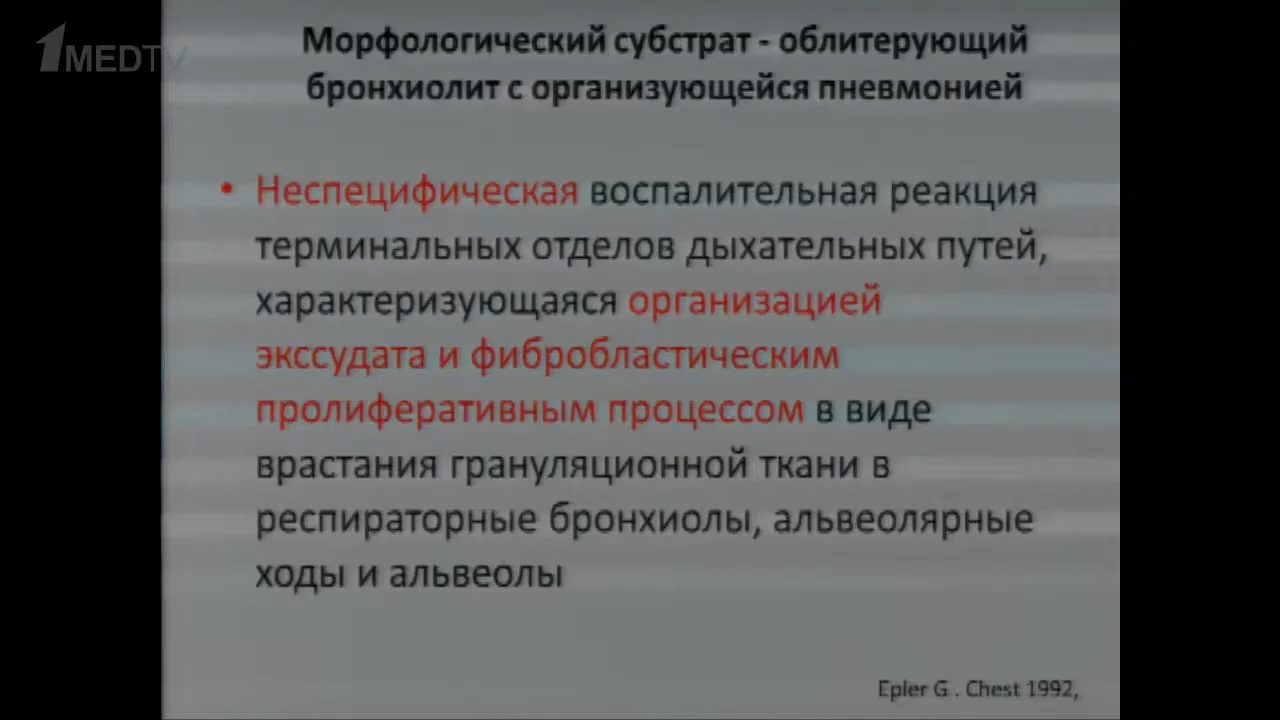 1MEDTV
Морфологический субстрат - облитерующий
бронхиолит с организующейся пневмонией
• Неспецифическая воспалительная реакция
терминальных отделов дыхательных путей,
характеризующаяся организацией
экссудата и фибробластическим
пролиферативным процессом в виде
врастания грануляционной ткани в
респираторные бронхиолы, альвеолярные
ходы и альвеолы
Epler G . Chest 1992,